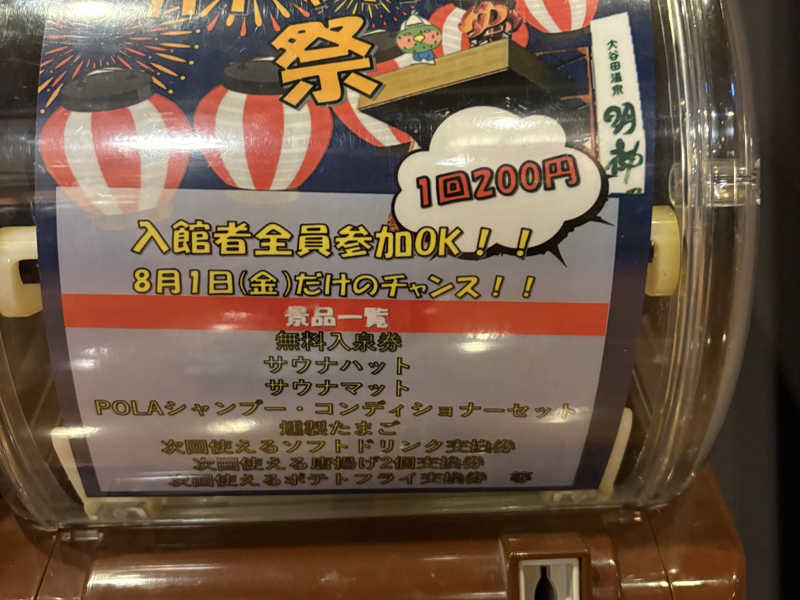 祭
大谷田温泉
明神
1回200円
入館者全員参加OK!!
8月1日(金)だけのチャンス!!
景品一覧
無料入泉券
サウナハット
サウナマット
POLAシャンプー・コンディショナーセット
燻製たまご
次回使えるソフトドリンク交換券
次回使える唐揚げ2個交換券
次回使えるポテトフライ交換券 等